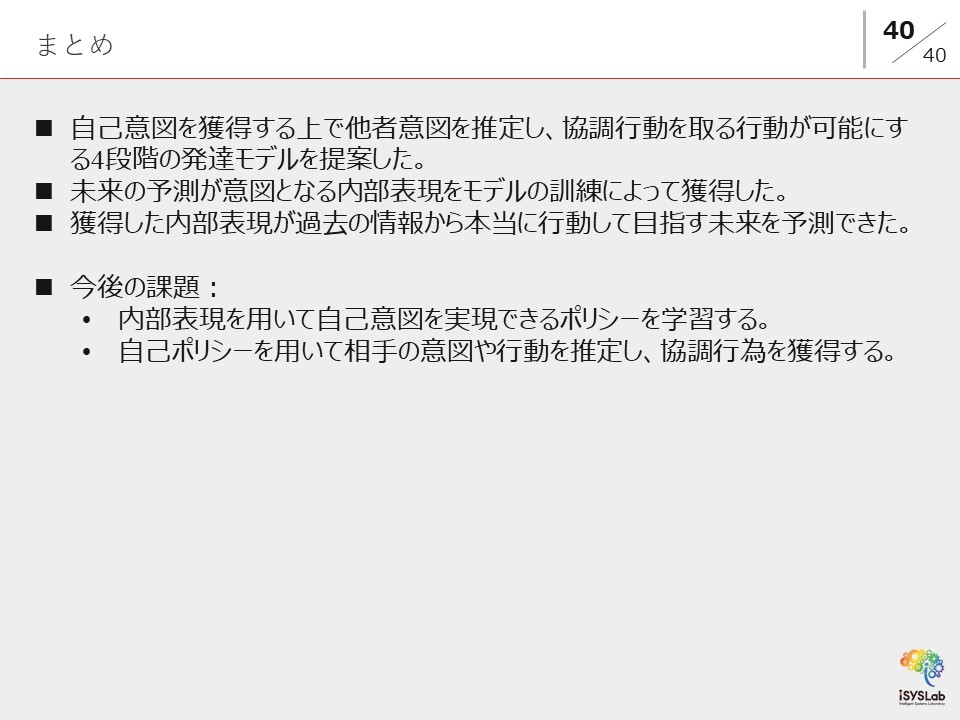 まとめ
40
40
■ 自己意図を獲得する上で他者意図を推定し、協調行動を取る行動が可能にす
る4段階の発達モデルを提案した。
■ 未来の予測が意図となる内部表現をモデルの訓練によって獲得した。
■ 獲得した内部表現が過去の情報から本当に行動して目指す未来を予測できた。
■ 今後の課題：
• 内部表現を用いて自己意図を実現できるポリシーを学習する。
• 自己ポリシーを用いて相手の意図や行動を推定し、協調行為を獲得する。
iSYSLab
Intelligent Systems Laboratory